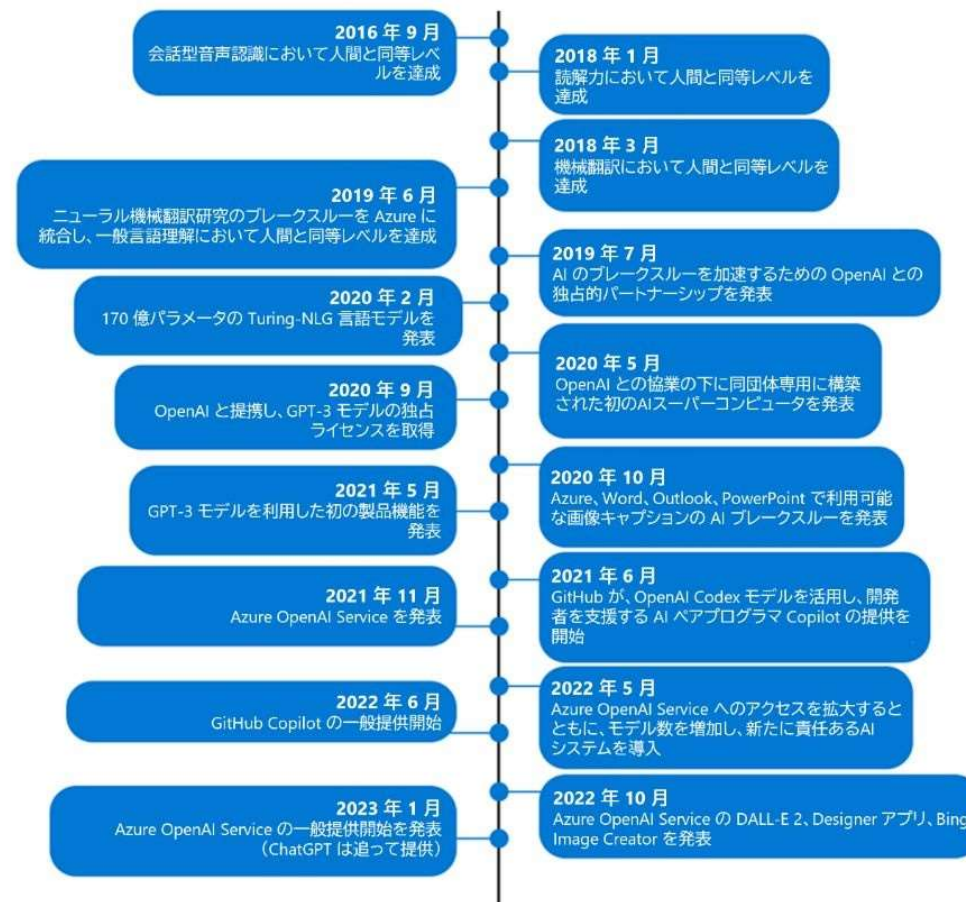 2016 年 9 月
会話型音声認識において人間と同等レベ
ルを達成
2018 年 1 月
読解力において人間と同等レベルを
達成
2018 年 3 月
機械翻訳において人間と同等レベルを
達成
2019 年 6 月
ニューラル機械翻訳研究のブレークスルーを Azure に
統合し、一般言語理解において人間と同等レベルを達成
2019 年 7 月
AI のブレークスルーを加速するための OpenAI との
独占的パートナーシップを発表
2020 年 2 月
170 億パラメータの Turing-NLG 言語モデルを
発表
2020 年 5 月
OpenAI との協業の下に同団体専用に構築
された初のAIスーパーコンピュータを発表
2020 年 9 月
OpenAI と提携し、GPT-3 モデルの独占
ライセンスを取得
2020 年 10 月
Azure、Word、Outlook、PowerPoint で利用可能
な画像キャプションの AI ブレークスルーを発表
2021 年 5 月
GPT-3 モデルを利用した初の製品機能を
発表
2021 年 6 月
GitHub が、OpenAI Codex モデルを活用し、開発
者を支援する AI ペアプログラマ Copilot の提供を
開始
2021 年 11 月
Azure OpenAI Service を発表
2022 年 5 月
Azure OpenAI Service へのアクセスを拡大すると
ともに、モデル数を増加し、新たに責任あるAI
システムを導入
2022 年 6 月
GitHub Copilot の一般提供開始
2022 年 10 月
Azure OpenAI Service の DALL-E 2、Designer アプリ、Bing
Image Creator を発表
2023 年 1 月
Azure OpenAI Service の一般提供開始を発表
（ChatGPT は追って提供）